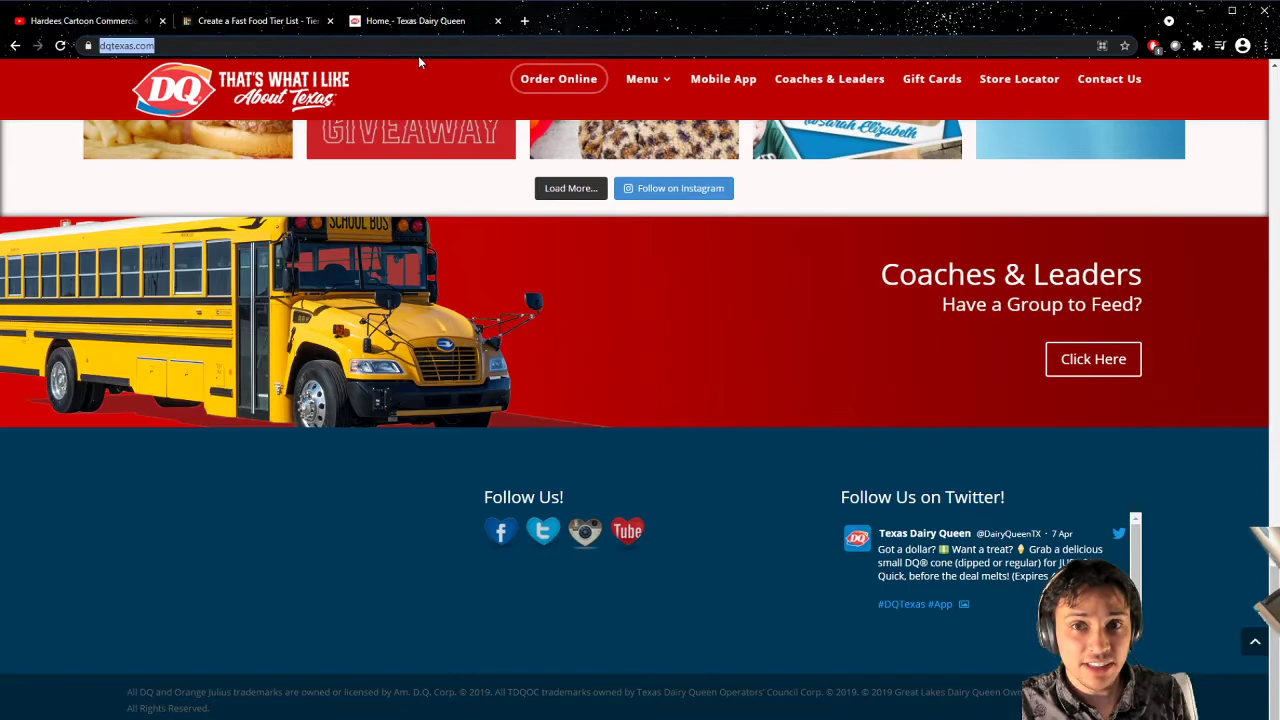 Hardees Cartoon Commercia
Create a Fast Food Tier List - Tier
Home - Texas Dairy Queen
dqtexas.com
DQ
THAT'S WHAT I LIKE
About Texas
Order Online
Menu
Mobile App
Coaches & Leaders
Gift Cards
Store Locator
Contact Us
GIVEAWAY
Sarah Elizabeth
Load More...
Follow on Instagram
SCHOOL BUS
Coaches & Leaders
Have a Group to Feed?
Click Here
Follow Us!
Tube
Follow Us on Twitter!
Texas Dairy Queen @DairyQueenTX · 7 Apr
Got a dollar? 💵 Want a treat? 🍦 Grab a delicious
small DQ® cone (dipped or regular) for
Quick, before the deal melts! (Expires
#DQTexas #App
All DQ and Orange Julius trademarks are owned or licensed by Am. D.Q. Corp. © 2019. All TDQOC trademarks owned by Texas Dairy Queen Operators' Council Corp. © 2019. © 2019 Great Lakes Dairy Queen
All Rights Reserved.